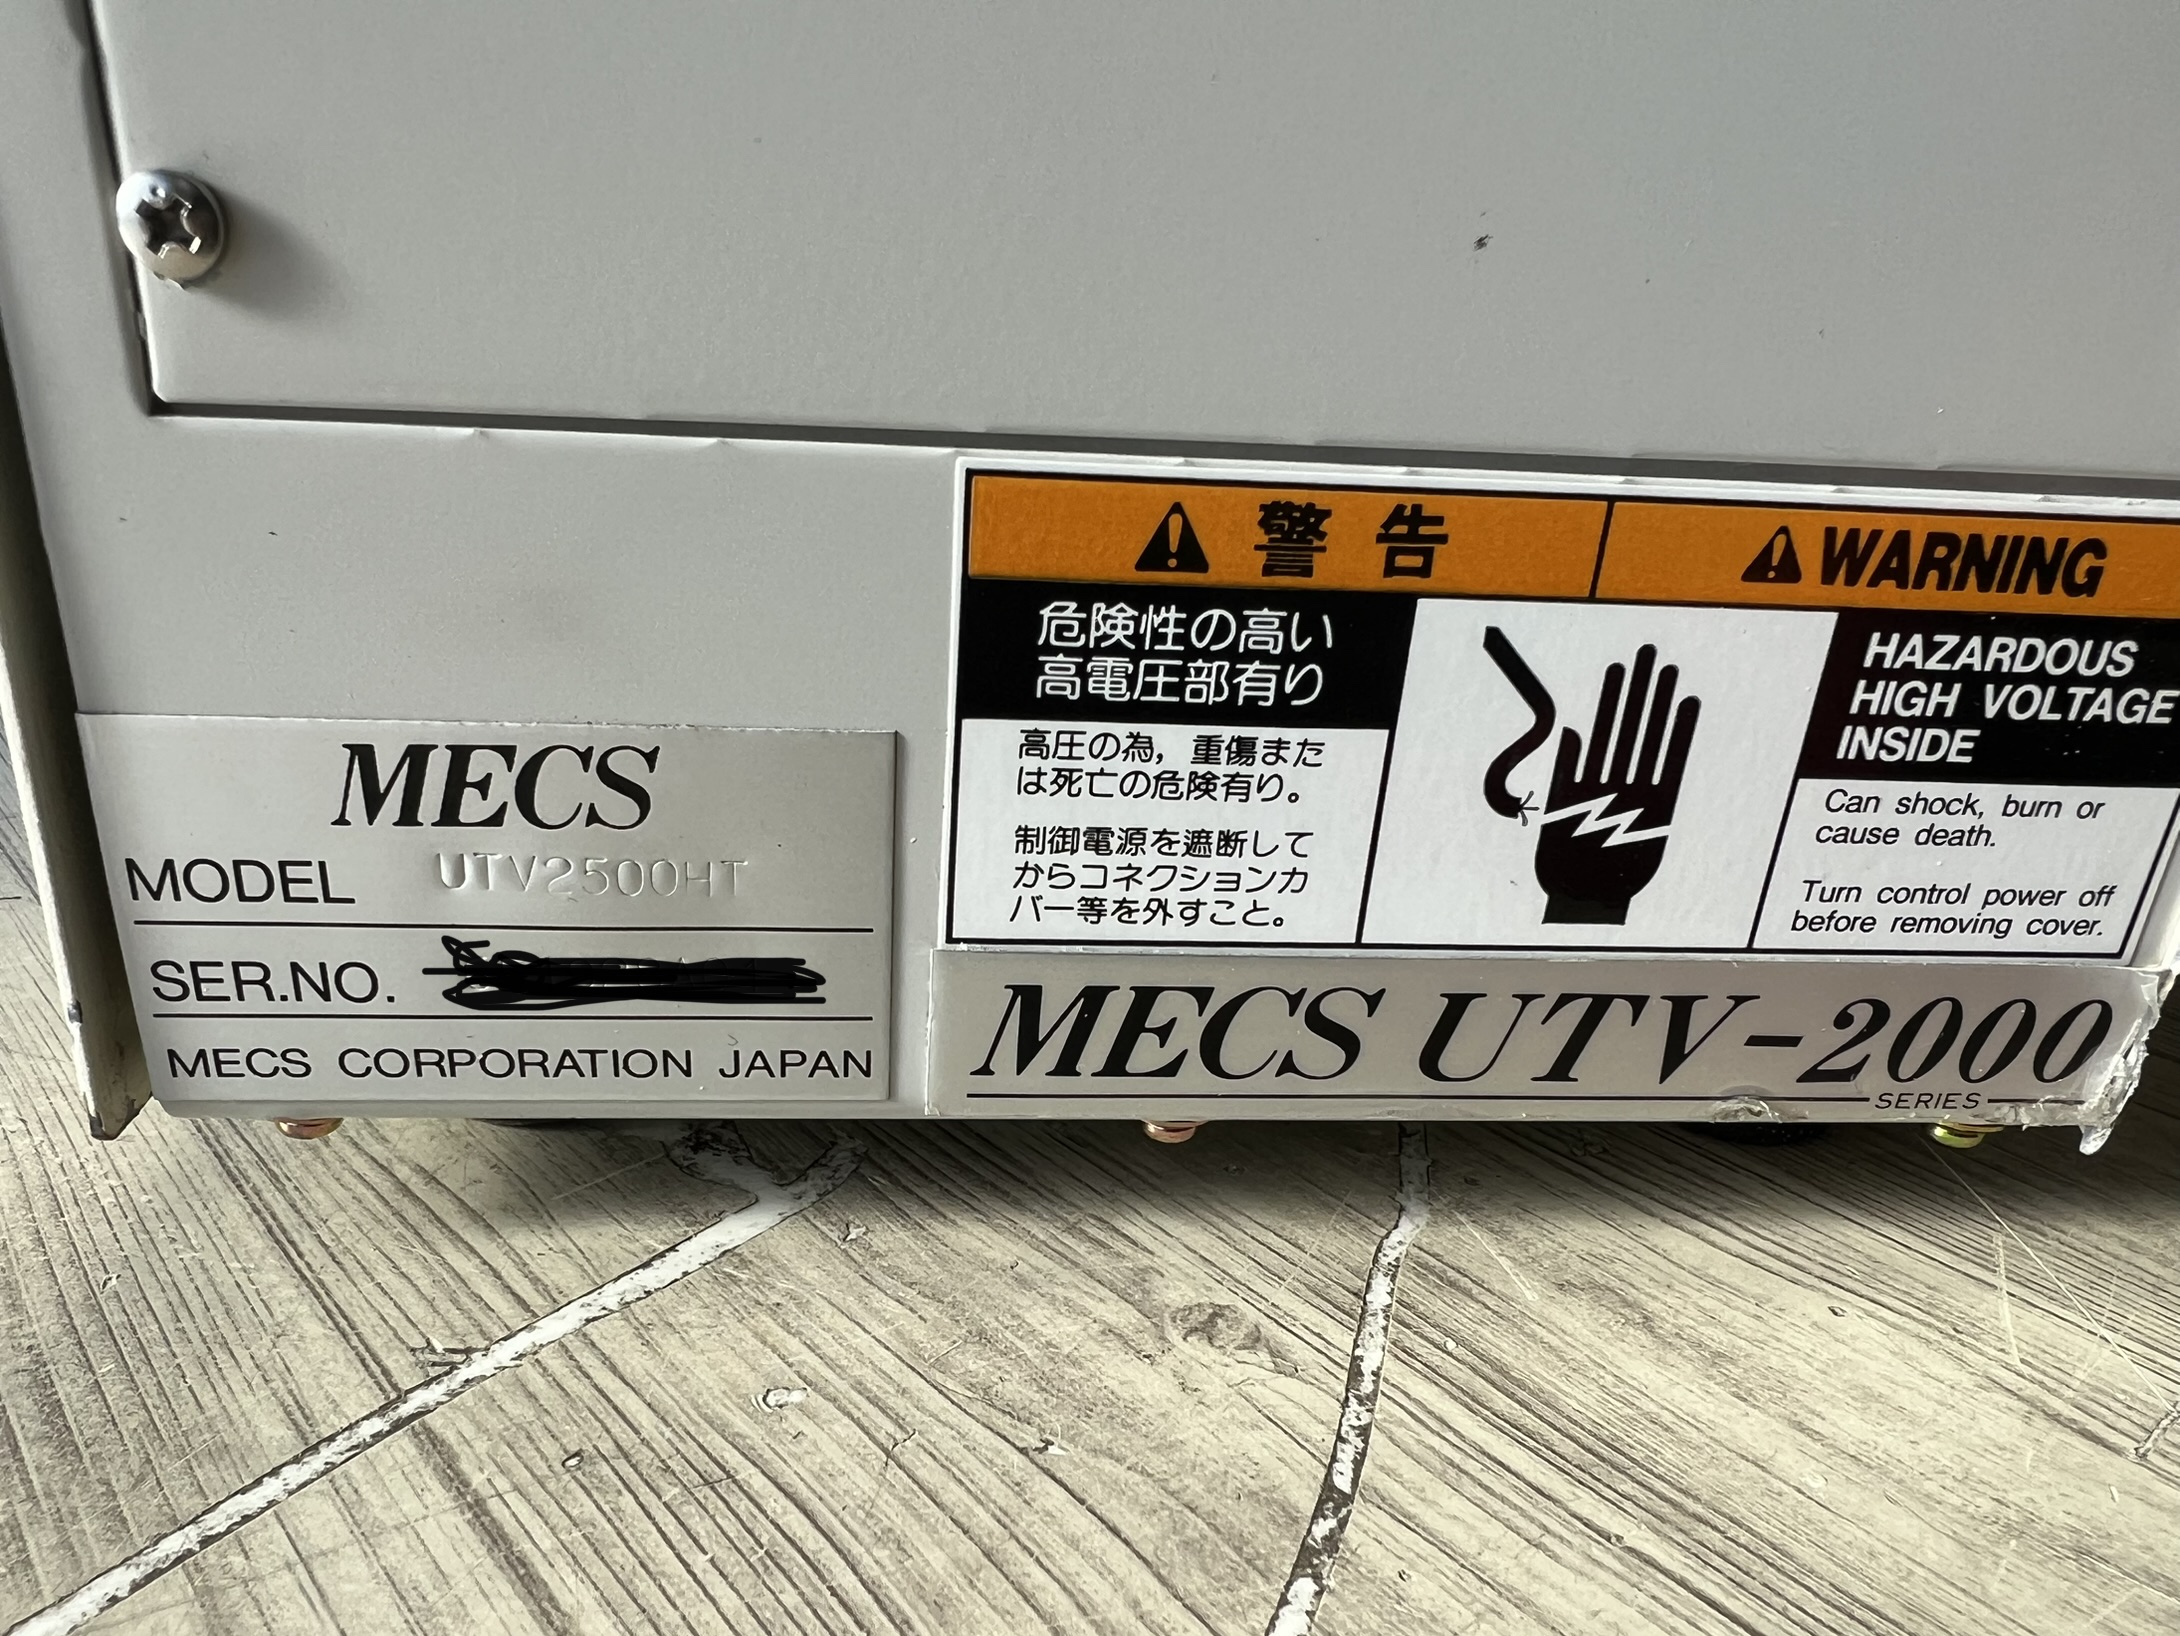 MECS
MODEL UTV2500HT
SER.NO.
MECS CORPORATION JAPAN
警告
危険性の高い
高電圧部有り
高圧の為，重傷また
は死亡の危険有り。
制御電源を遮断して
からコネクションカ
バー等を外すこと。
WARNING
HAZARDOUS
HIGH VOLTAGE
INSIDE
Can shock, burn or
cause death.
Turn control power off
before removing cover.
MECS UTV-2000
SERIES